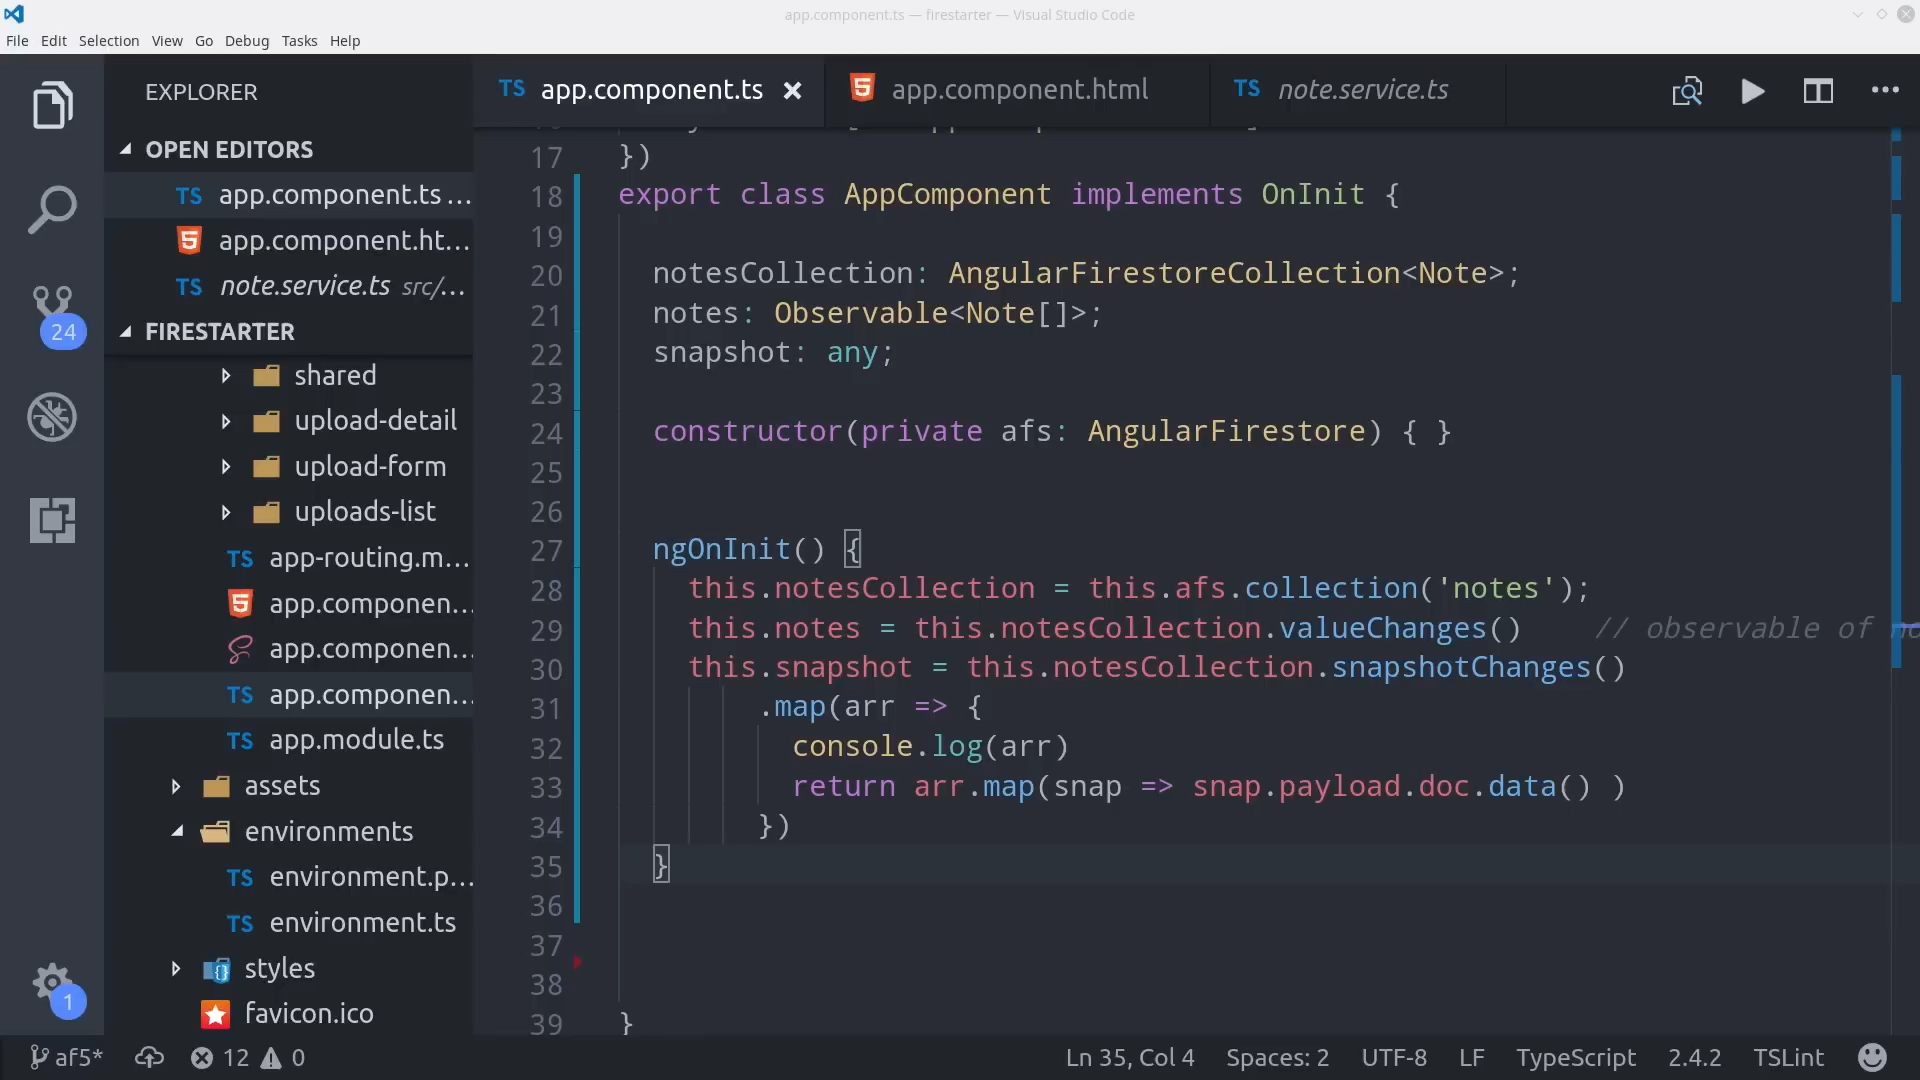 app.component.ts — firestarter — Visual Studio Code
File Edit Selection View Go Debug Tasks Help
EXPLORER
OPEN EDITORS
TS app.component.ts ...
app.component.ht...
TS note.service.ts src/...
FIRESTARTER
shared
upload-detail
upload-form
uploads-list
TS app-routing.m...
app.componen...
app.componen...
TS app.componen...
TS app.module.ts
assets
environments
TS environment.p...
TS environment.ts
styles
favicon.ico
24
1
TS app.component.ts
app.component.html
TS note.service.ts
17 })
18 export class AppComponent implements OnInit {
19
20 notesCollection: AngularFirestoreCollection<Note>;
21 notes: Observable<Note[]>;
22 snapshot: any;
23
24 constructor(private afs: AngularFirestore) { }
25
26
27 ngOnInit() {
28 this.notesCollection = this.afs.collection('notes');
29 this.notes = this.notesCollection.valueChanges() // observable of
30 this.snapshot = this.notesCollection.snapshotChanges()
31 .map(arr => {
32 console.log(arr)
33 return arr.map(snap => snap.payload.doc.data() )
34 })
35 }
36
37
38
39 }
af5* 12 0 Ln 35, Col 4 Spaces: 2 UTF-8 LF TypeScript 2.4.2 TSLint